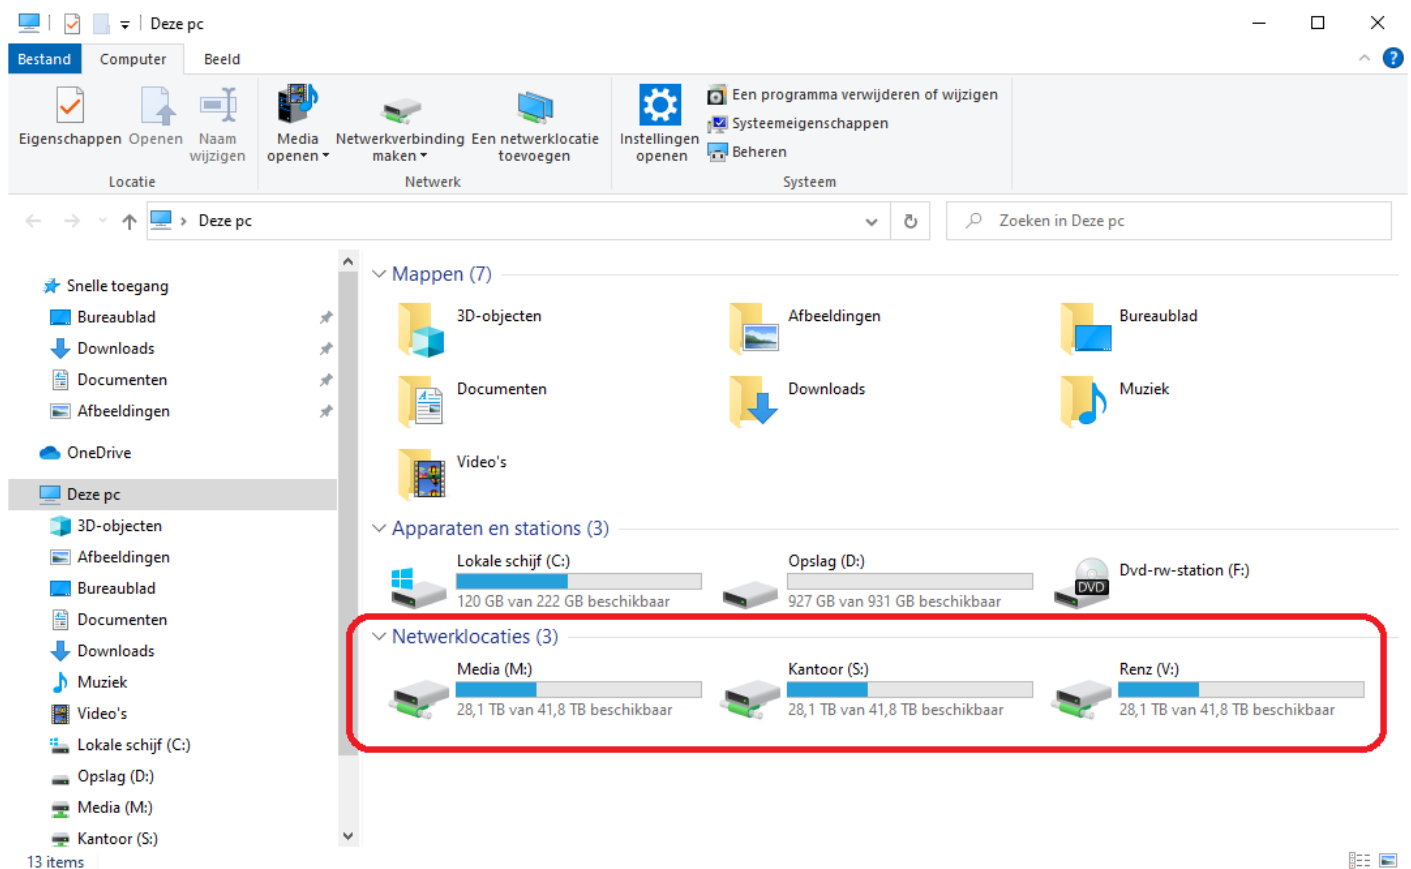 Deze pc
Bestand Computer Beeld
?
Eigenschappen
Openen
Naam
wijzigen
Locatie
Media
openen
Netwerkverbinding
maken
Een netwerklocatie
toevoegen
Netwerk
Instellingen
openen
Een programma verwijderen of wijzigen
Systeemeigenschappen
Beheren
Systeem
Deze pc
Zoeken in Deze pc
Snelle toegang
Bureaublad
Downloads
Documenten
Afbeeldingen
OneDrive
Deze pc
3D-objecten
Afbeeldingen
Bureaublad
Documenten
Downloads
Muziek
Video's
Lokale schijf (C:)
Opslag (D:)
Media (M:)
Kantoor (S:)
Mappen (7)
3D-objecten
Afbeeldingen
Bureaublad
Documenten
Downloads
Muziek
Video's
Apparaten en stations (3)
Lokale schijf (C:)
120 GB van 222 GB beschikbaar
Opslag (D:)
927 GB van 931 GB beschikbaar
DVD
Dvd-rw-station (F:)
Netwerklocaties (3)
Media (M:)
28,1 TB van 41,8 TB beschikbaar
Kantoor (S:)
28,1 TB van 41,8 TB beschikbaar
Renz (V:)
28,1 TB van 41,8 TB beschikbaar
13 items